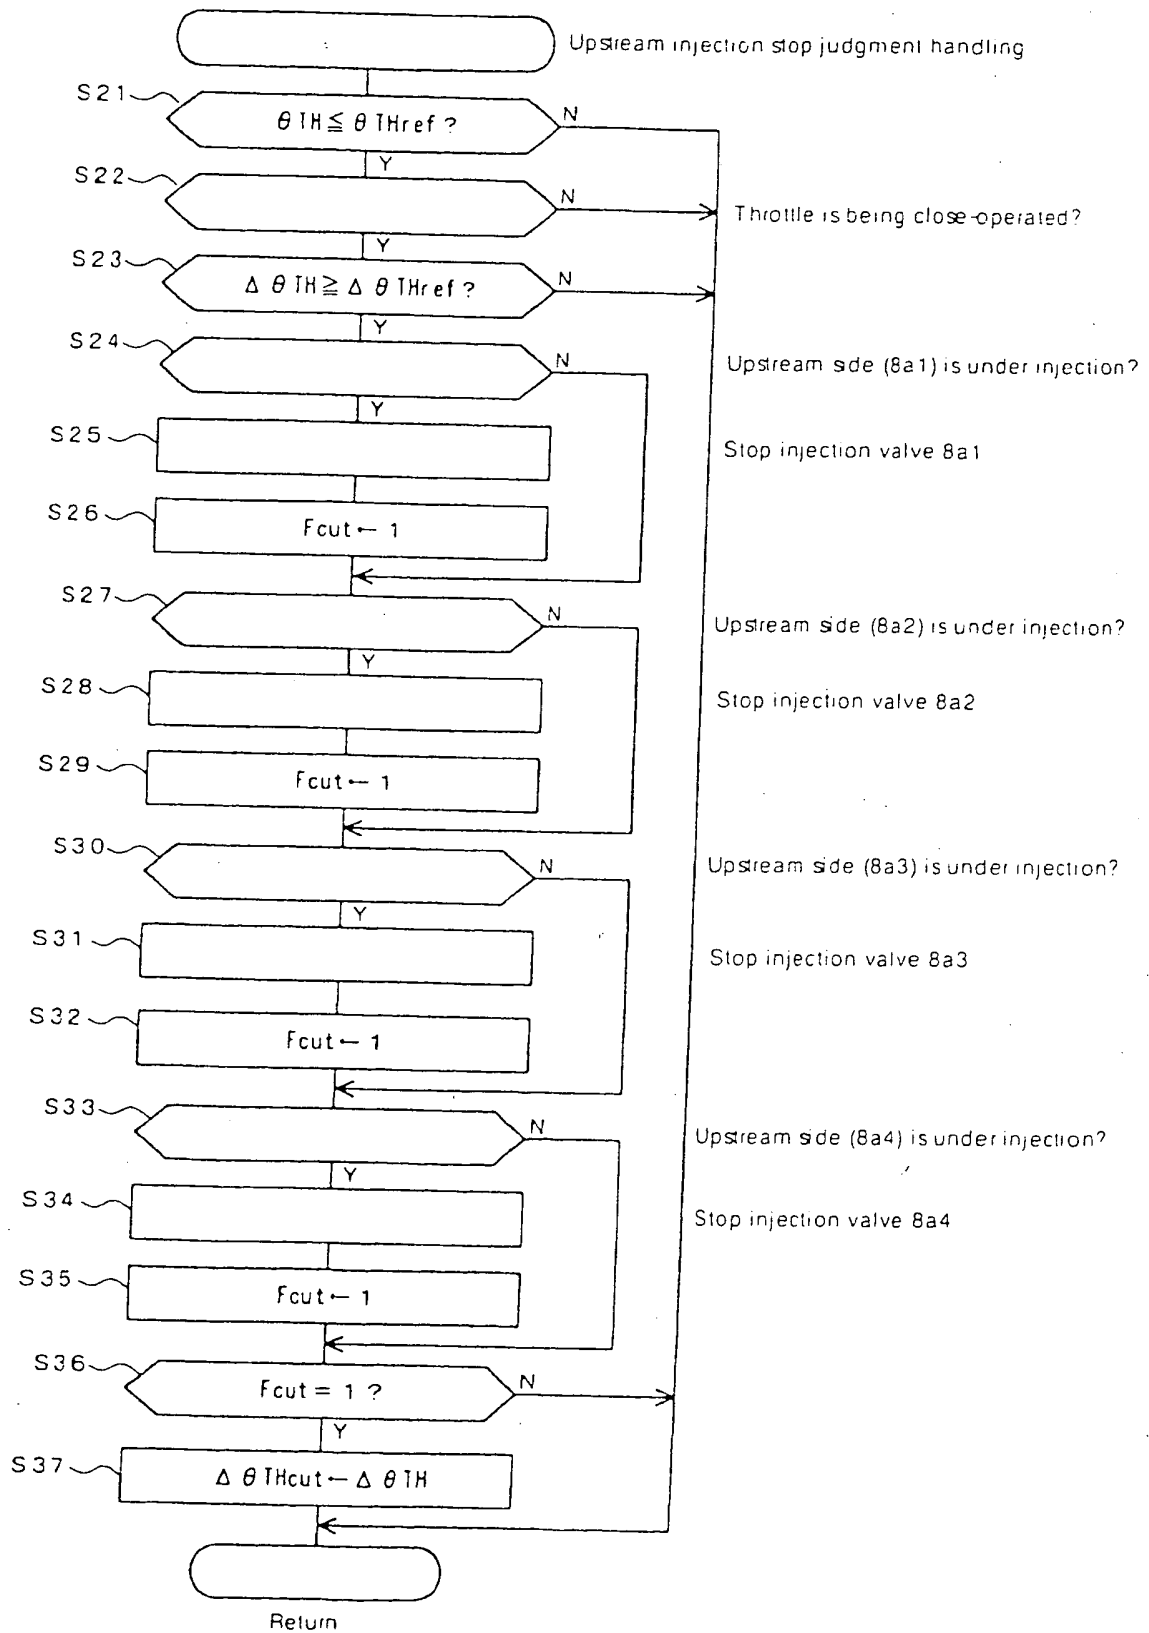 Upstream injection stop judgment handling
S21
θTH≦θTHref?
N
Y
S22
N
Throttle is being close-operated?
Y
S23
ΔθTH≧ΔθTHref?
N
Y
S24
N
Upstream side (8a1) is under injection?
Y
S25
Stop injection valve 8a1
S26
Fcut←1
S27
N
Upstream side (8a2) is under injection?
Y
S28
Stop injection valve 8a2
S29
Fcut←1
S30
N
Upstream side (8a3) is under injection?
Y
S31
Stop injection valve 8a3
S32
Fcut←1
S33
N
Upstream side (8a4) is under injection?
Y
S34
Stop injection valve 8a4
S35
Fcut←1
S36
Fcut=1?
N
Y
S37
ΔθTHcut←ΔθTH
Return